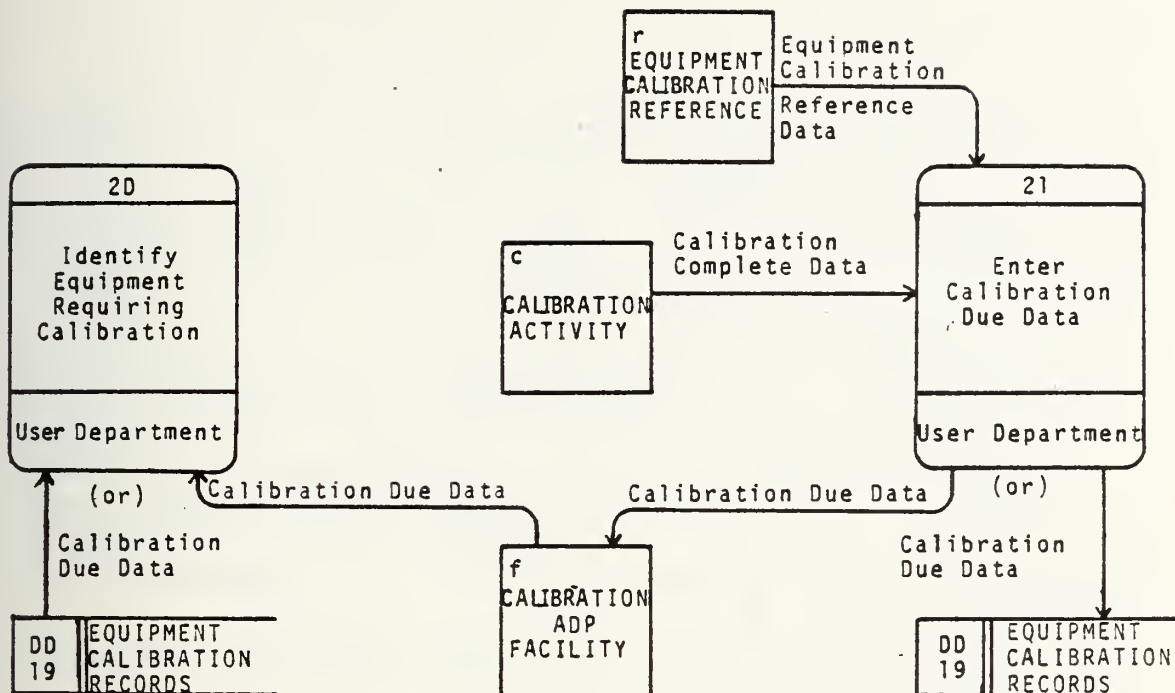 r
EQUIPMENT
CALIBRATION
REFERENCE
Equipment
Calibration
Reference
Data
2D
Identify
Equipment
Requiring
Calibration
User Department
c
CALIBRATION
ACTIVITY
Calibration
Complete Data
21
Enter
Calibration
Due Data
User Department
(or)
Calibration Due Data
Calibration Due Data
(or)
Calibration
Due Data
f
CALIBRATION
ADP
FACILITY
Calibration
Due Data
DD
19
EQUIPMENT
CALIBRATION
RECORDS
DD
19
EQUIPMENT
CALIBRATION
RECORDS